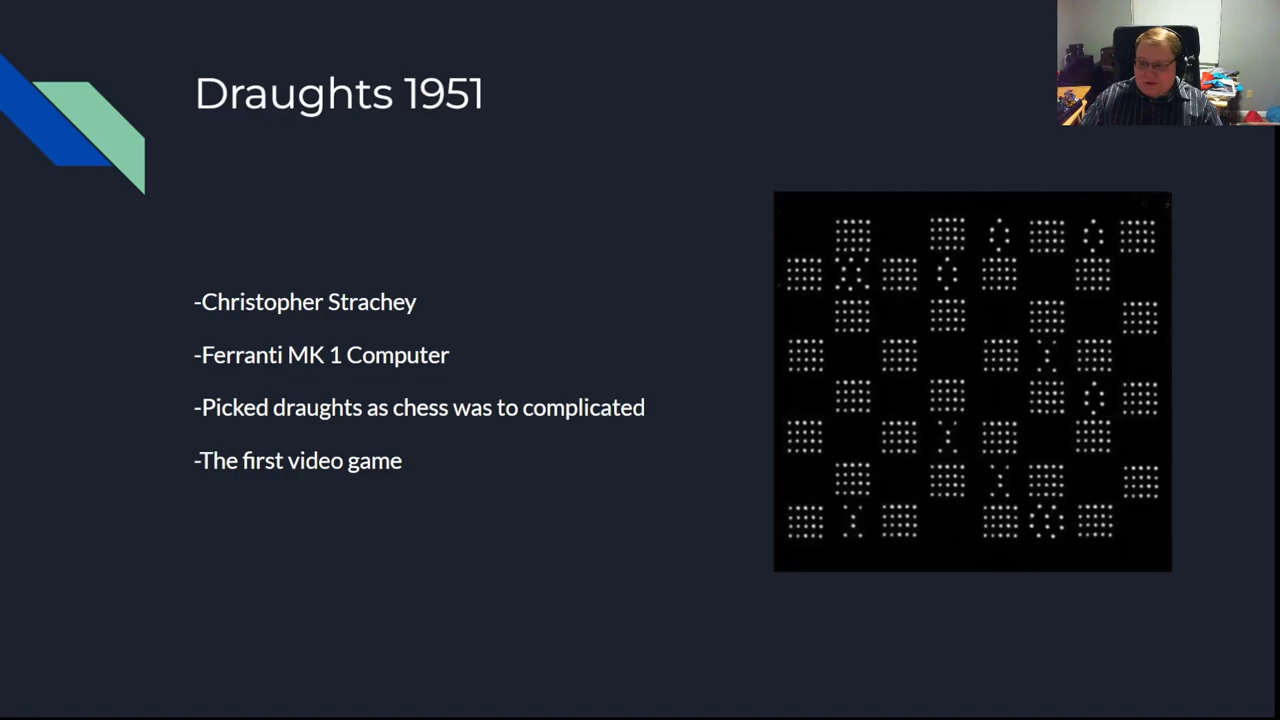 Draughts 1951
-Christopher Strachey
-Ferranti MK 1 Computer
-Picked draughts as chess was to complicated
-The first video game